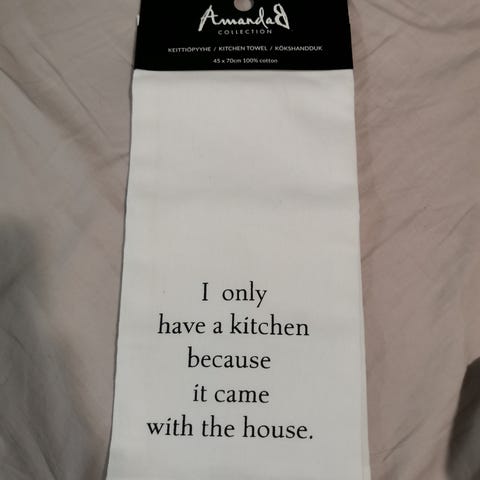 AmandaB
COLLECTION
KEITTIÖPYYHE / KITCHEN TOWEL / KÖKSHANDDUK
45 x 70cm 100% cotton
I only
have a kitchen
because
it came
with the house.